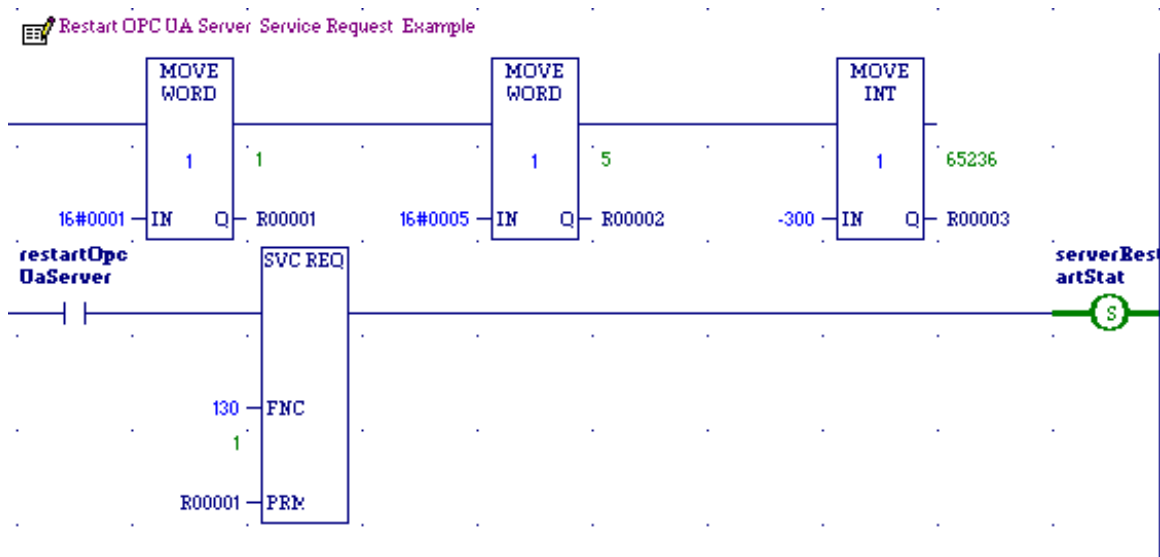 Restart OPC UA Server Service Request Example
MOVE WORD
MOVE WORD
MOVE INT
1
1
1
5
1
65236
16#0001 IN Q R00001
16#0005 IN Q R00002
-300 IN Q R00003
restartOpc
UaServer
SVC REQ
serverRest
artStat
S
130 FNC
1
R00001 PRM